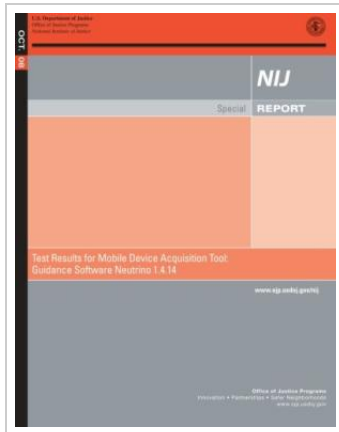 U.S. Department of Justice
Office of Justice Programs
National Institute of Justice
OCT. 08
NIJ
Special REPORT
Test Results for Mobile Device Acquisition Tool:
Guidance Software Neutrino 1.4.14
www.ojp.usdoj.gov/nij
Office of Justice Programs
Innovation • Partnerships • Safer Neighborhoods
www.ojp.usdoj.gov